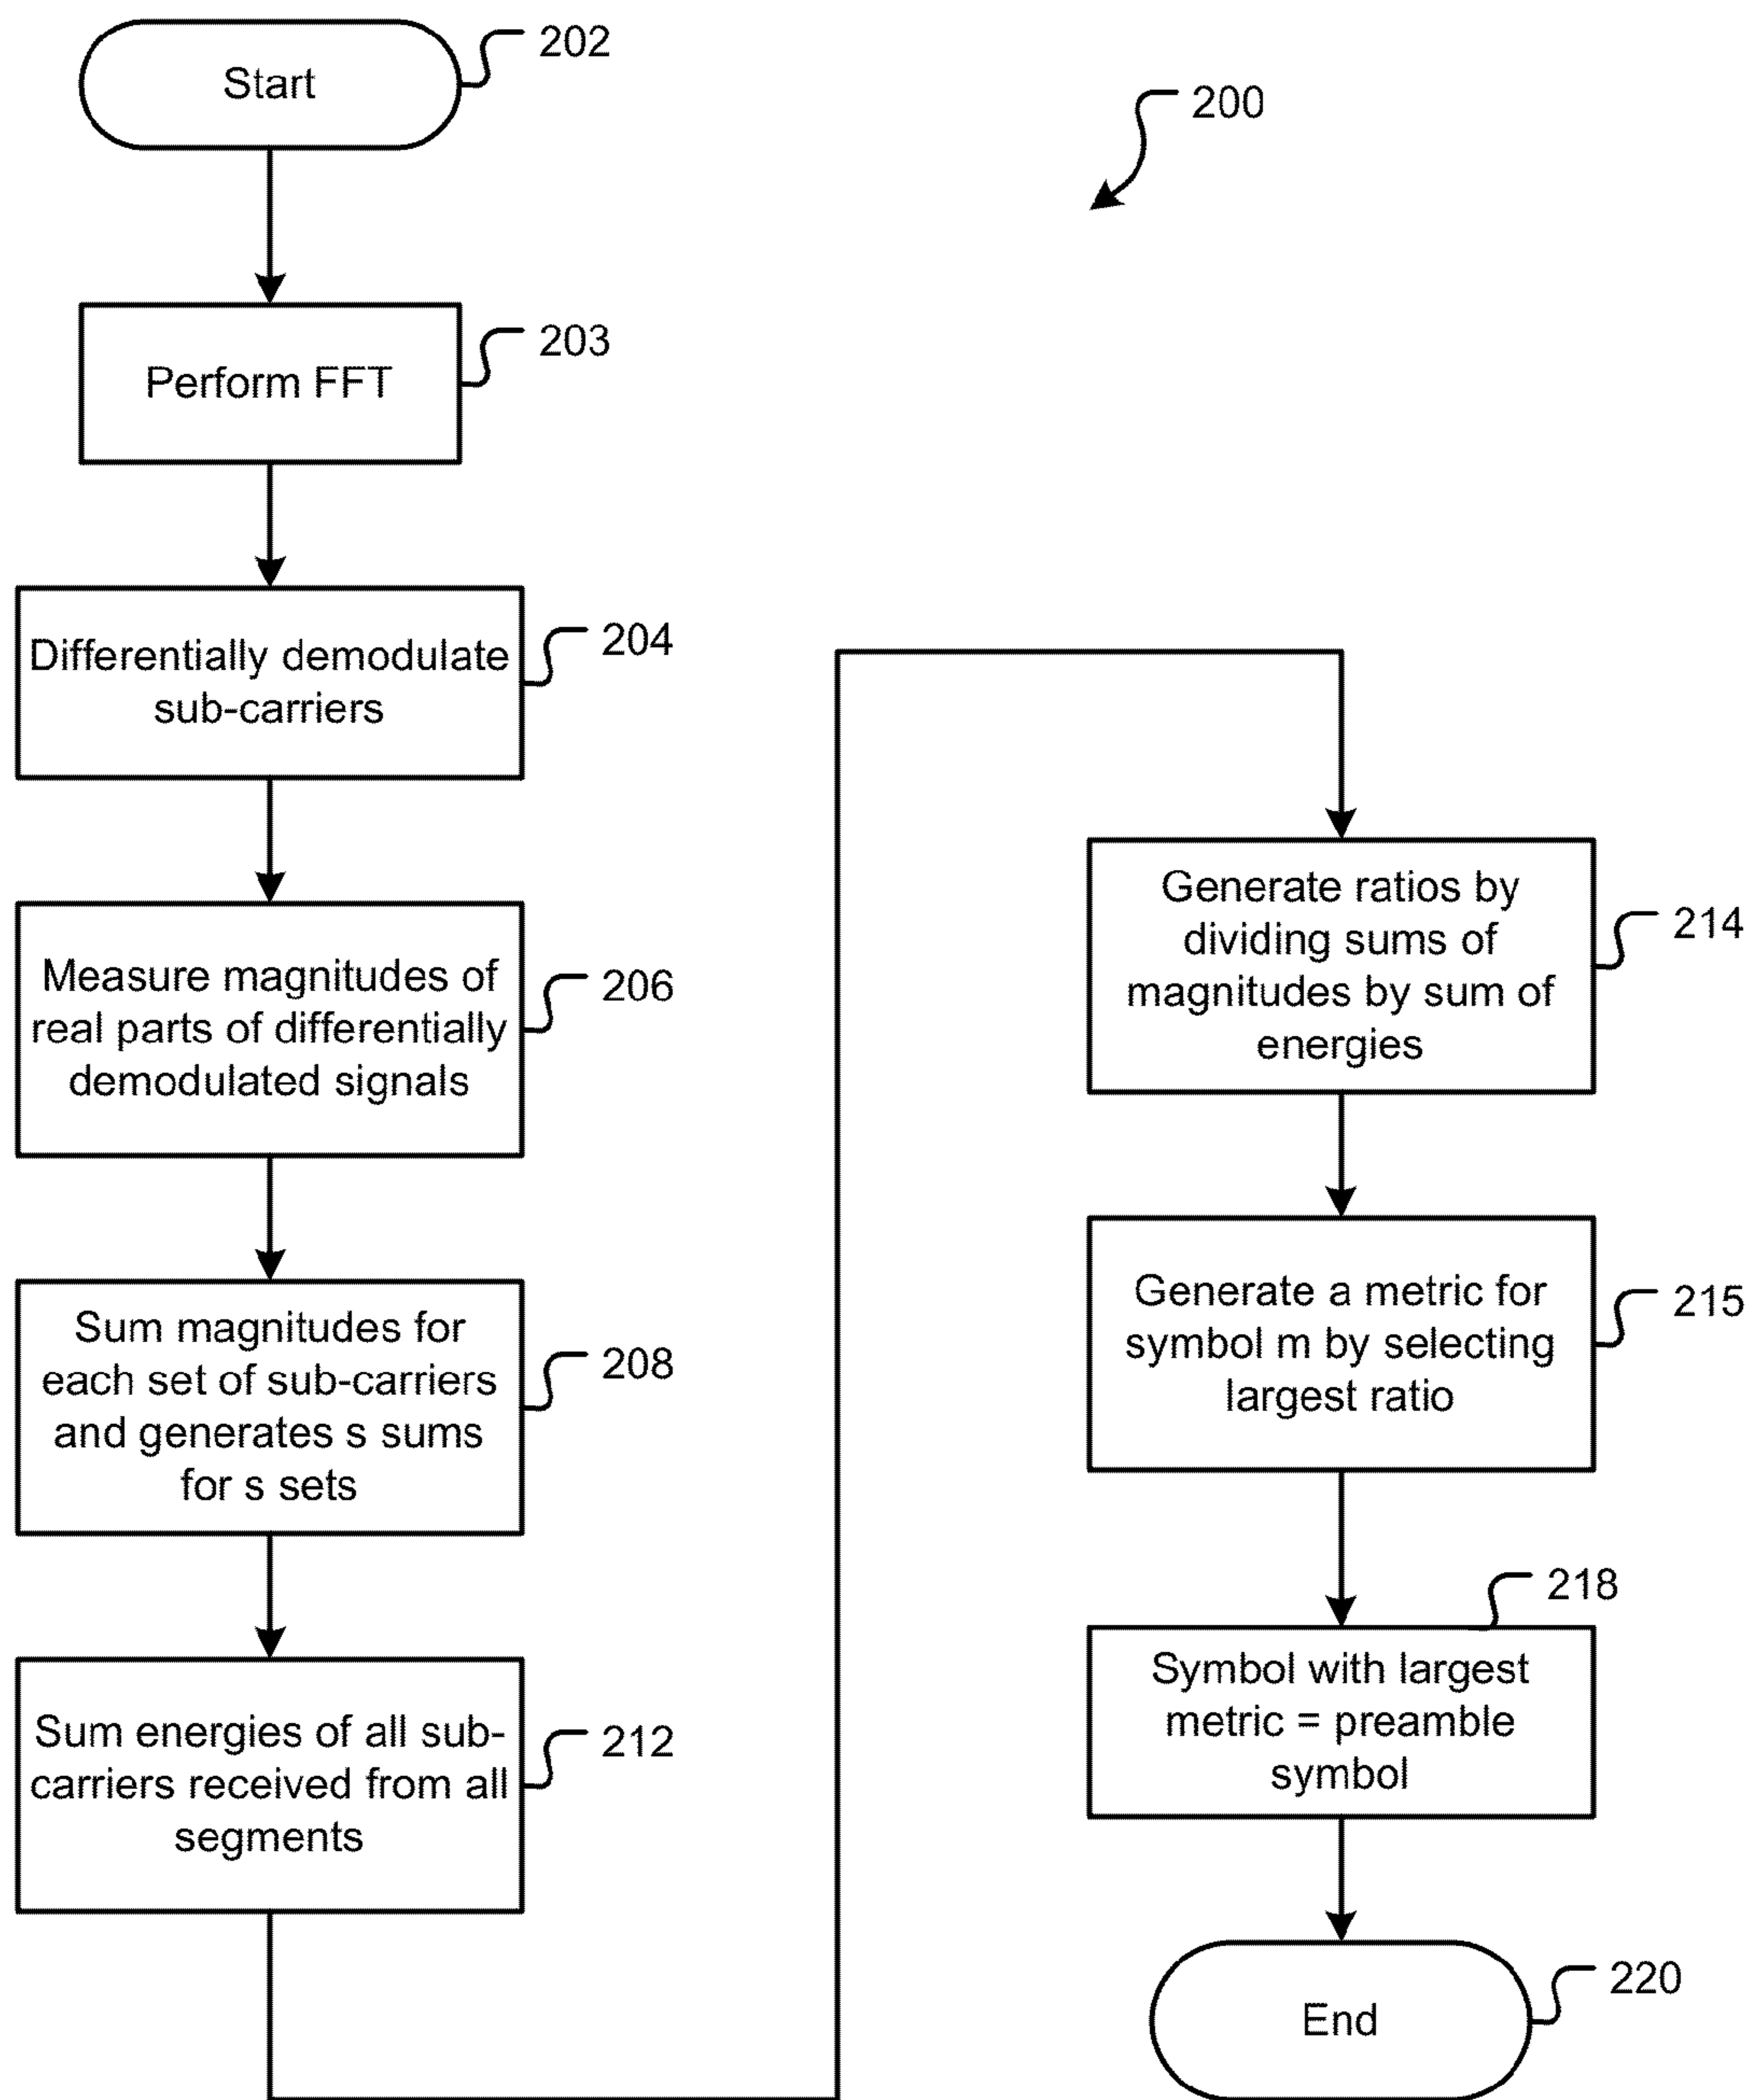 Start
202
200
Perform FFT
203
Differentially demodulate
sub-carriers
204
Measure magnitudes of
real parts of differentially
demodulated signals
206
Sum magnitudes for
each set of sub-carriers
and generates s sums
for s sets
208
Sum energies of all sub-
carriers received from all
segments
212
Generate ratios by
dividing sums of
magnitudes by sum of
energies
214
Generate a metric for
symbol m by selecting
largest ratio
215
Symbol with largest
metric = preamble
symbol
218
End
220